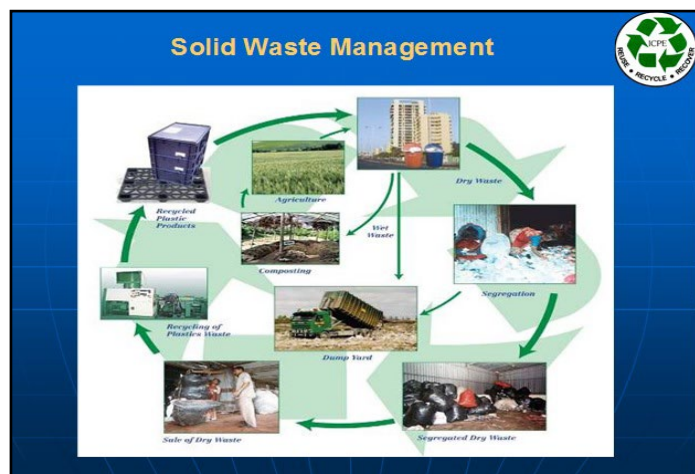 Solid Waste Management
ICPE
REUSE • RECYCLE • RECOVER
Dry Waste
Agriculture
Recycled
Plastic
Products
Wet
Waste
Composting
Segregation
Recycling of
Plastics Waste
Dump Yard
Sale of Dry Waste
Segregated Dry Waste